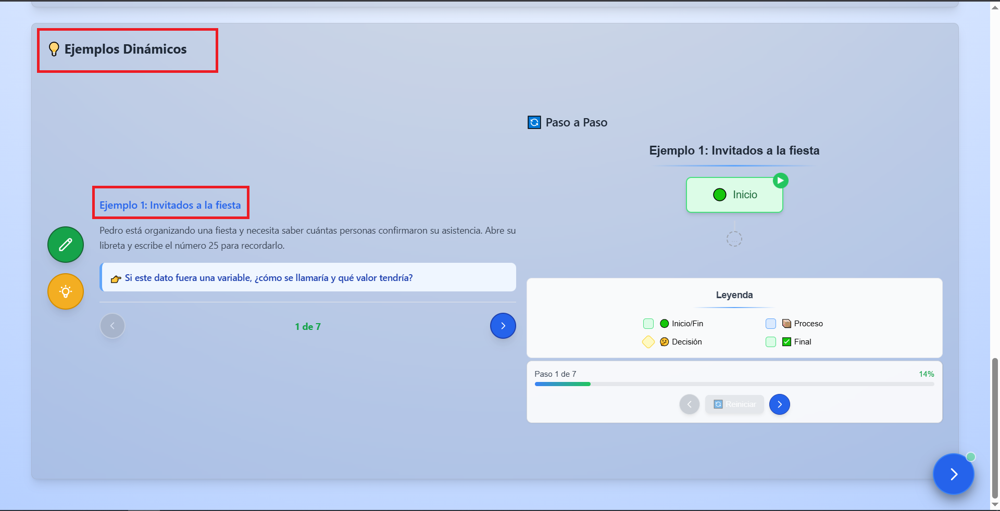 Ejemplos Dinámicos
Ejemplo 1: Invitados a la fiesta
Pedro está organizando una fiesta y necesita saber cuántas personas confirmaron su asistencia. Abre su
libreta y escribe el número 25 para recordarlo.
Si este dato fuera una variable, ¿cómo se llamaría y qué valor tendría?
1 de 7
Paso a Paso
Ejemplo 1: Invitados a la fiesta
Inicio
Leyenda
Inicio/Fin
Proceso
Decisión
Final
Paso 1 de 7
14%
Reiniciar